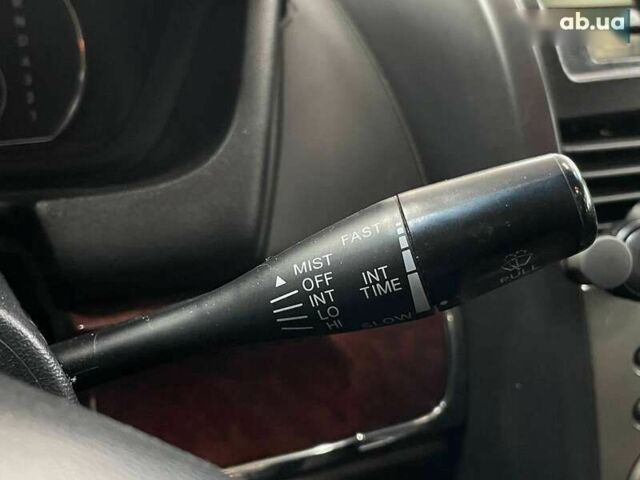 ab.ua
FAST
MIST
OFF
INT
LO
HI
INT
TIME
SLOW
PULL